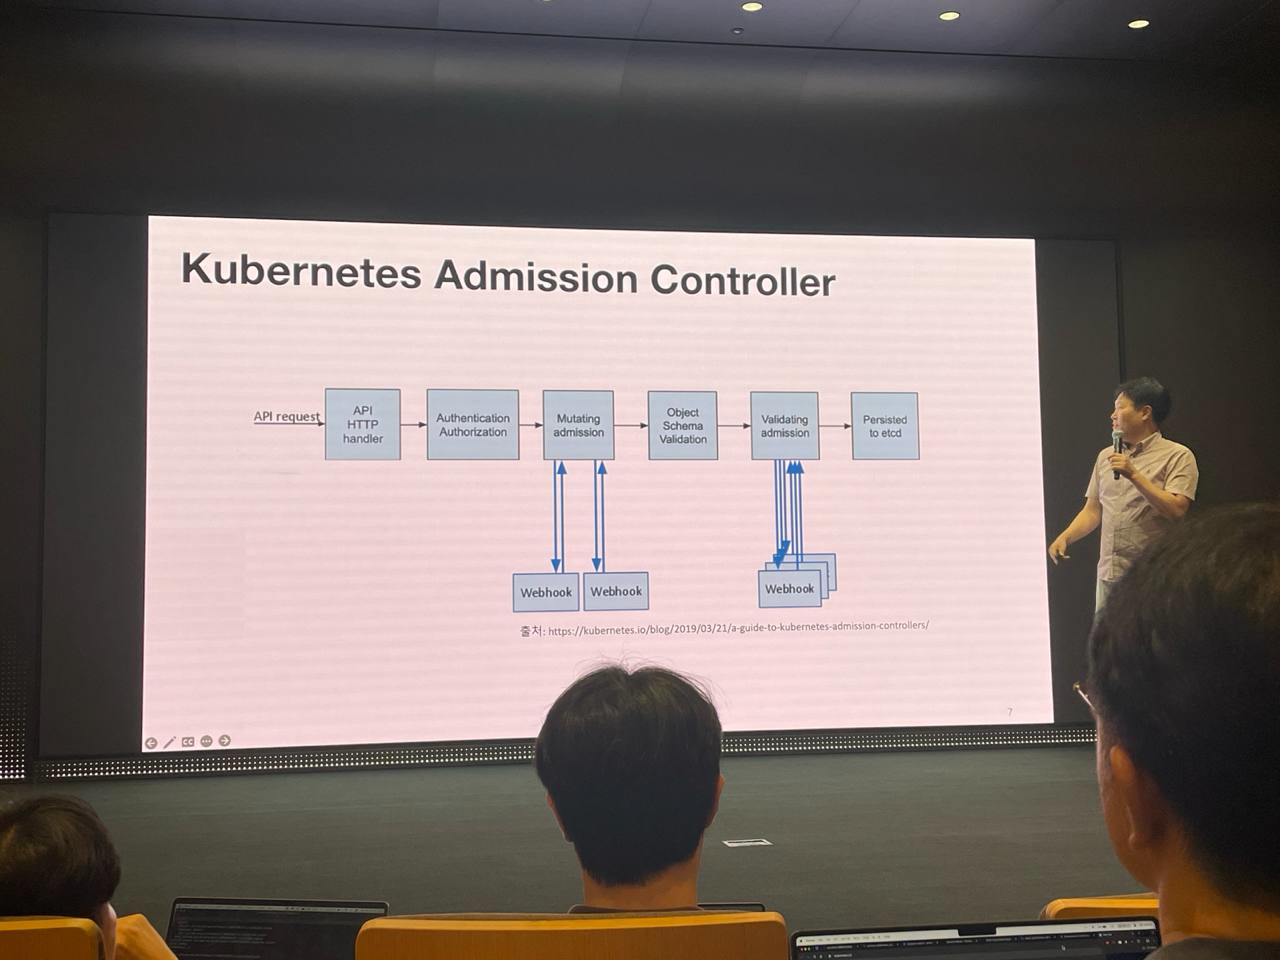 Kubernetes Admission Controller
API request
API
HTTP
handler
Authentication
Authorization
Mutating
admission
Object
Schema
Validation
Validating
admission
Persisted
to etcd
Webhook
Webhook
Webhook
출처: https://kubernetes.io/blog/2019/03/21/a-guide-to-kubernetes-admission-controllers/
7
CC